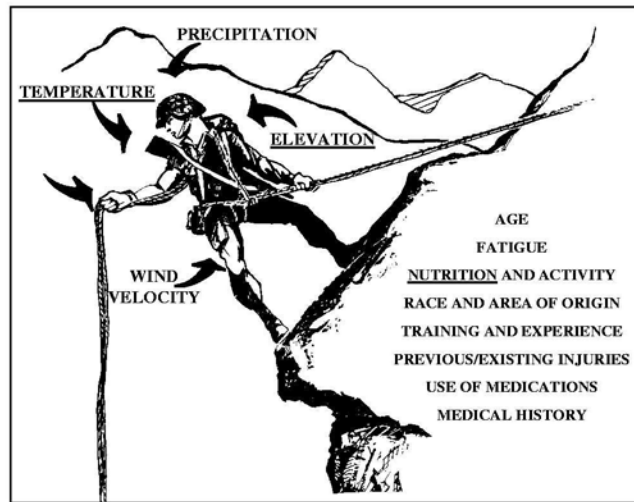 PRECIPITATION
TEMPERATURE
ELEVATION
WIND
VELOCITY
AGE
FATIGUE
NUTRITION AND ACTIVITY
RACE AND AREA OF ORIGIN
TRAINING AND EXPERIENCE
PREVIOUS/EXISTING INJURIES
USE OF MEDICATIONS
MEDICAL HISTORY